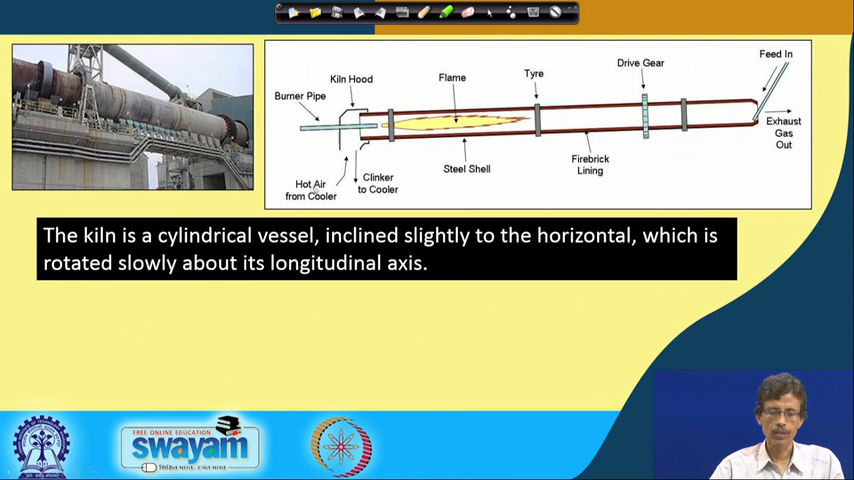 Feed In
Drive Gear
Tyre
Flame
Kiln Hood
Burner Pipe
Exhaust
Gas
Out
Firebrick
Lining
Steel Shell
Clinker
to Cooler
Hot Air
from Cooler
The kiln is a cylindrical vessel, inclined slightly to the horizontal, which is
rotated slowly about its longitudinal axis.
FREE ONLINE EDUCATION
swayam